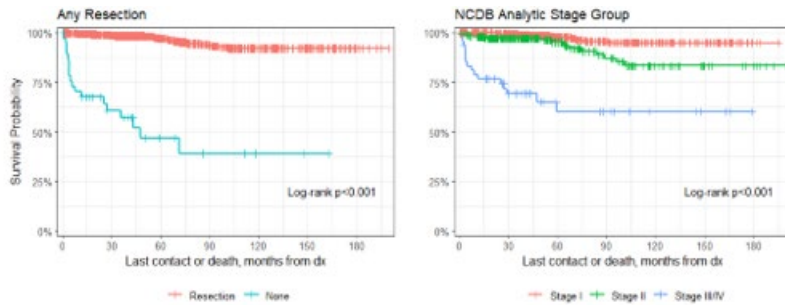 Any Resection
Survival Probability
100%
75%
50%
25%
0%
Log-rank p<0.001
0 30 60 90 120 150 180
Last contact or death, months from dx
Resection None
NCDB Analytic Stage Group
100%
75%
50%
25%
0%
Log-rank p<0.001
0 30 60 90 120 150 180
Last contact or death, months from dx
Stage I Stage II Stage III/IV